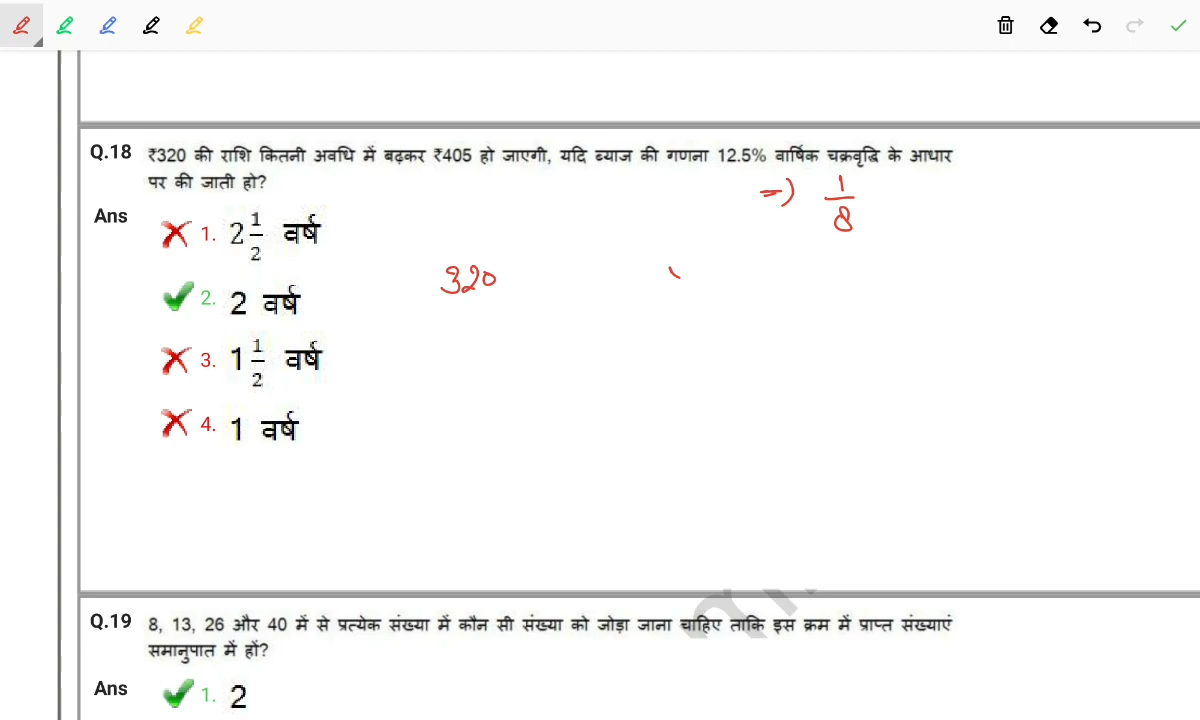 Q.18 ₹320 की राशि कितनी अवधि में बढ़कर ₹405 हो जाएगी, यदि ब्याज की गणना 12.5% वार्षिक चक्रवृद्धि के आधार
पर की जाती हो?
=) 1/8
Ans
1. 2 1/2 वर्ष
320
2. 2 वर्ष
3. 1 1/2 वर्ष
4. 1 वर्ष
Q.19 8, 13, 26 और 40 में से प्रत्येक संख्या में कौन सी संख्या को जोड़ा जाना चाहिए ताकि इस क्रम में प्राप्त संख्याएं
समानुपात में हों?
Ans
1. 2